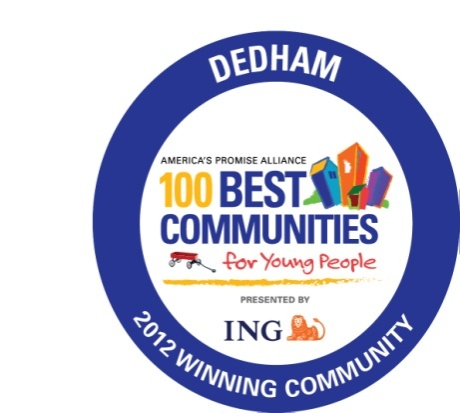 DEDHAM
AMERICA'S PROMISE ALLIANCE
100 BEST
COMMUNITIES
for Young People
PRESENTED BY
ING
2012 WINNING COMMUNITY